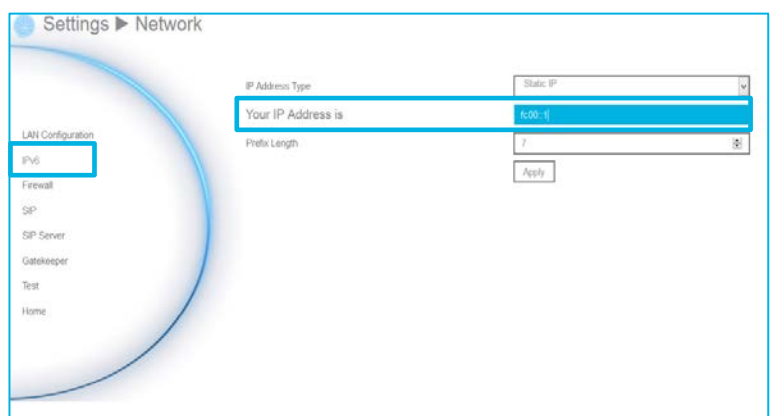 Settings ▶ Network
IP Address Type Static IP
Your IP Address is fc00::1
Prefix Length 7
Apply
LAN Configuration
IPv6
Firewall
SIP
SIP Server
Gatekeeper
Test
Home